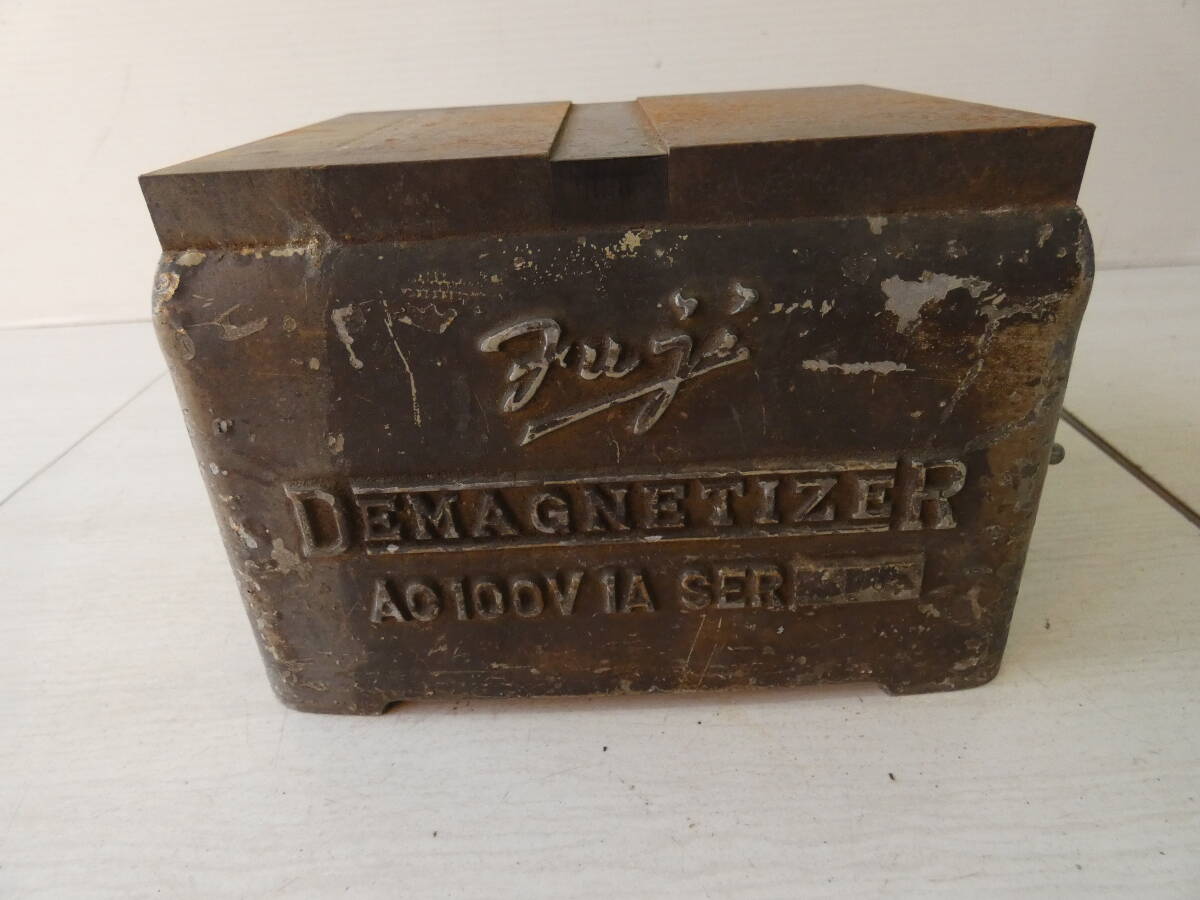 Fuji
DEMAGNETIZER
AC100V 1A SER